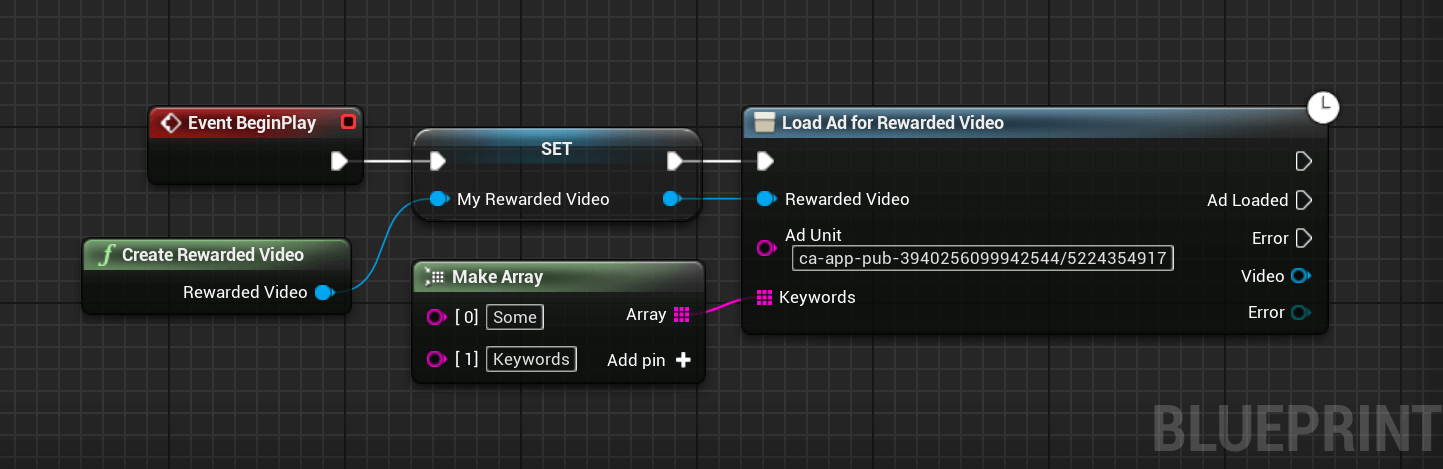 Event BeginPlay
SET
My Rewarded Video
Create Rewarded Video
Rewarded Video
Make Array
[ 0] Some
Array
[ 1] Keywords
Add pin
Load Ad for Rewarded Video
Rewarded Video
Ad Unit
ca-app-pub-3940256099942544/5224354917
Keywords
Ad Loaded
Error
Video
Error
BLUEPRINT